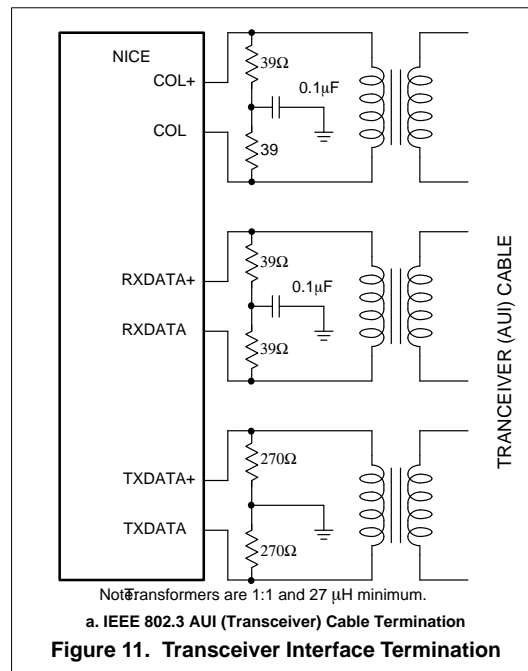 NICE
COL+
39Ω
0.1μF
COL
39
RXDATA+
39Ω
0.1μF
RXDATA
39Ω
TXDATA+
270Ω
TXDATA
270Ω
TRANCEIVER (AUI) CABLE
Note: Transformers are 1:1 and 27 μH minimum.
a. IEEE 802.3 AUI (Transceiver) Cable Termination
Figure 11. Transceiver Interface Termination